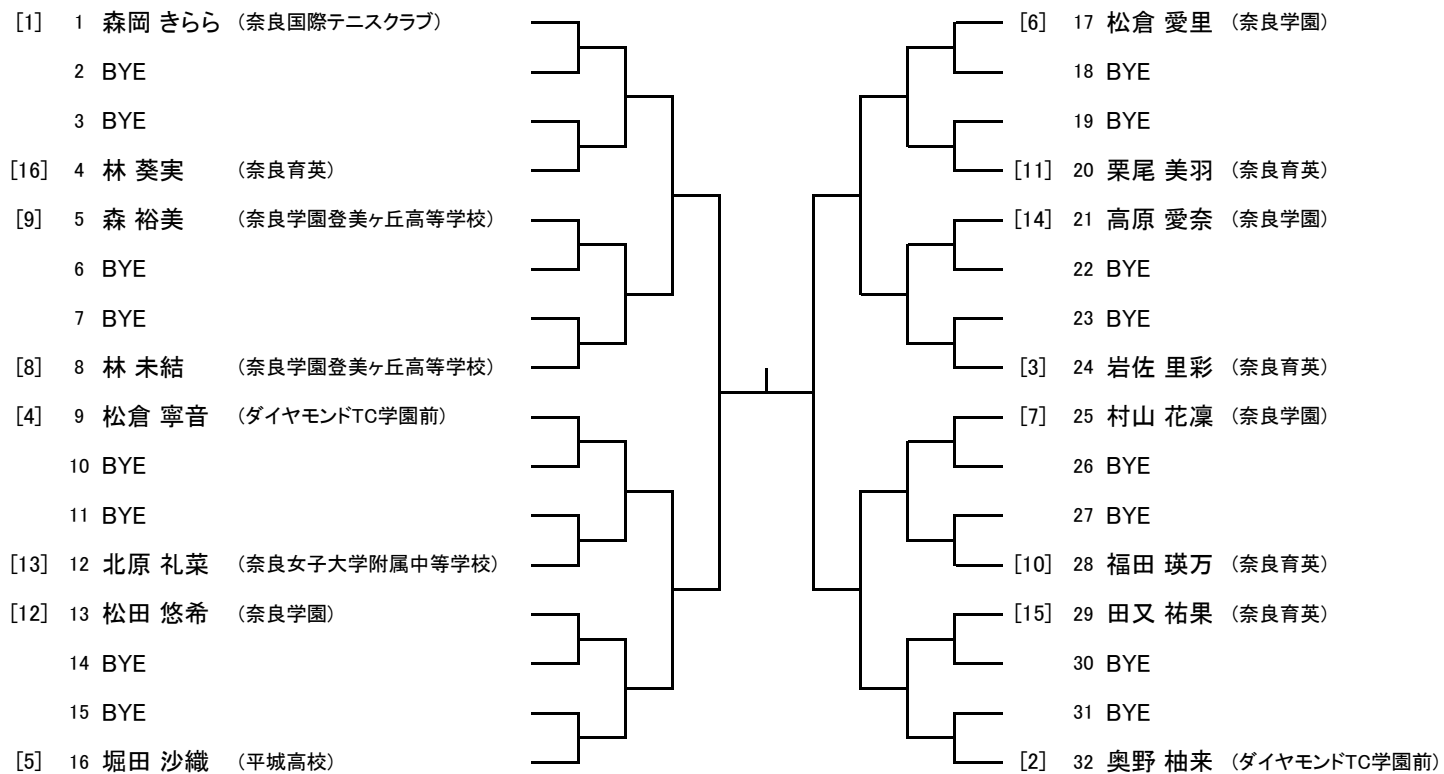 [1] 1 森岡 きらら (奈良国際テニスクラブ)
2 BYE
3 BYE
[16] 4 林 葵実 (奈良育英)
[9] 5 森 裕美 (奈良学園登美ヶ丘高等学校)
6 BYE
7 BYE
[8] 8 林 未結 (奈良学園登美ヶ丘高等学校)
[4] 9 松倉 寧音 (ダイヤモンドTC学園前)
10 BYE
11 BYE
[13] 12 北原 礼菜 (奈良女子大学附属中等学校)
[12] 13 松田 悠希 (奈良学園)
14 BYE
15 BYE
[5] 16 堀田 沙織 (平城高校)
[6] 17 松倉 愛里 (奈良学園)
18 BYE
19 BYE
[11] 20 栗尾 美羽 (奈良育英)
[14] 21 高原 愛奈 (奈良学園)
22 BYE
23 BYE
[3] 24 岩佐 里彩 (奈良育英)
[7] 25 村山 花凜 (奈良学園)
26 BYE
27 BYE
[10] 28 福田 瑛万 (奈良育英)
[15] 29 田又 祐果 (奈良育英)
30 BYE
31 BYE
[2] 32 奥野 柚来 (ダイヤモンドTC学園前)